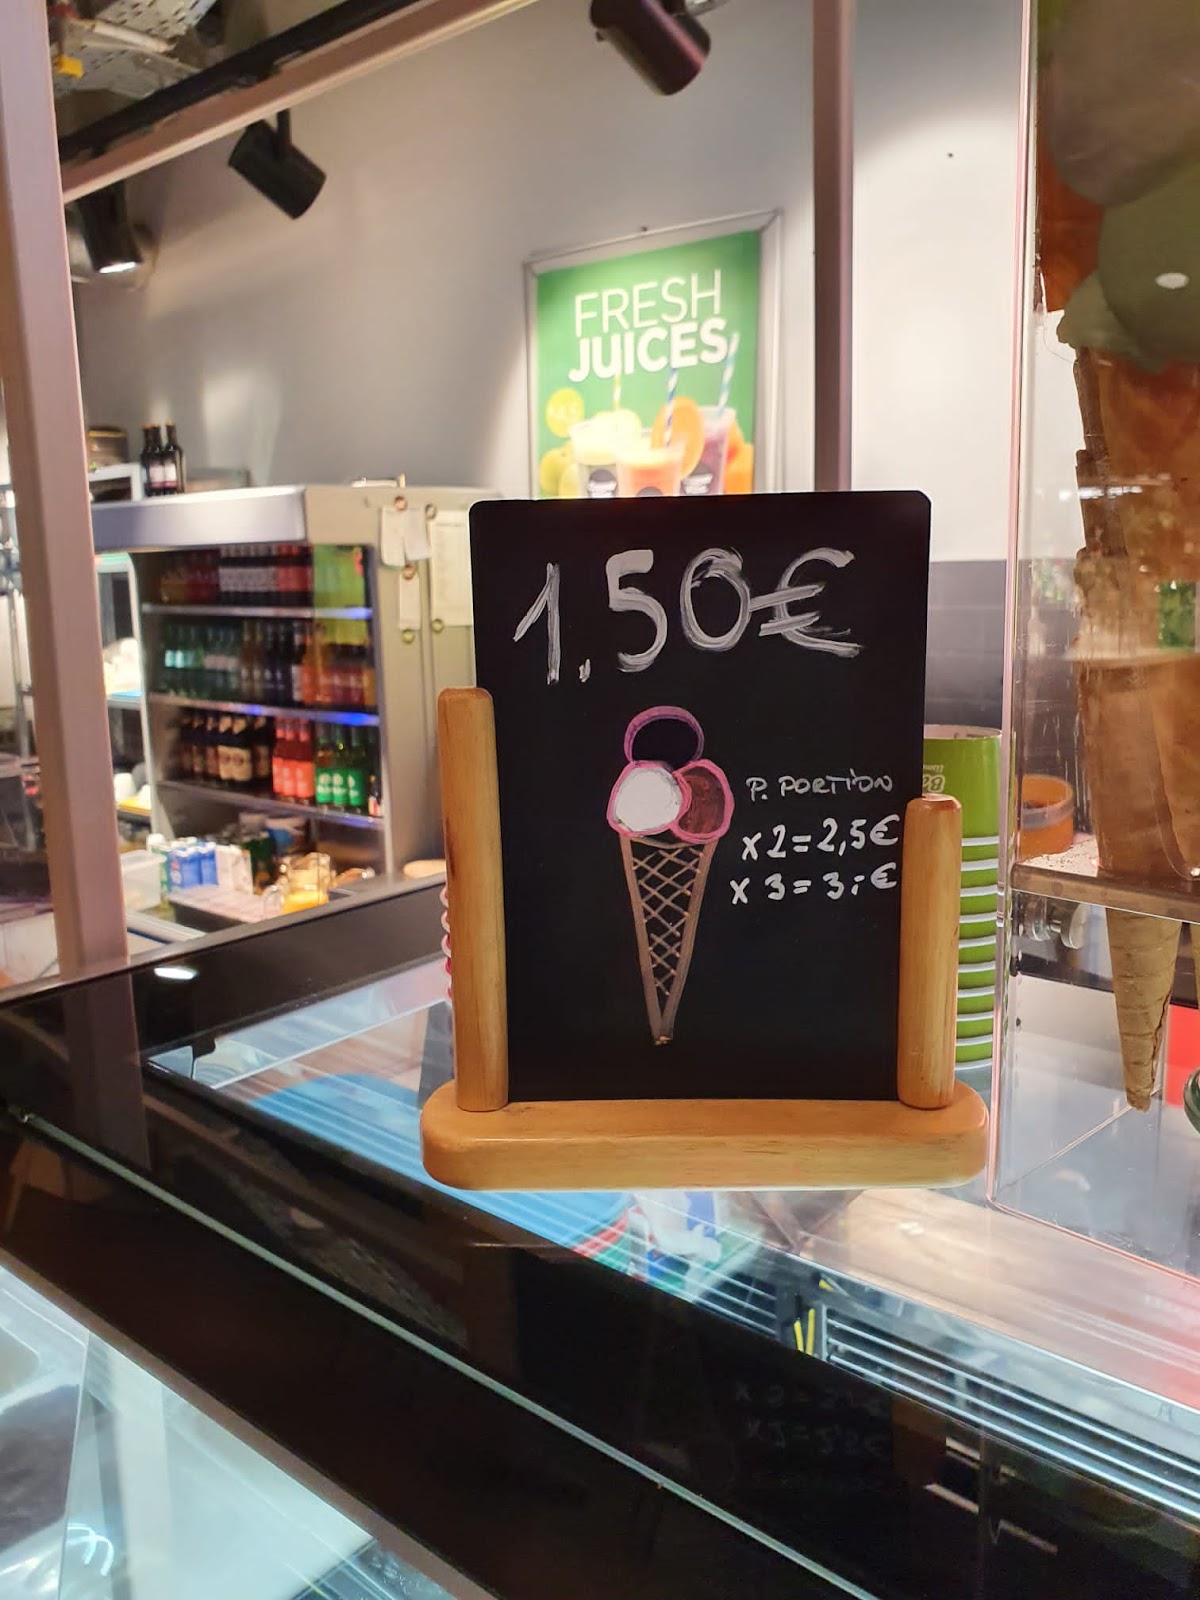 FRESH
JUICES
1.50€
P. PORTION
x 2 = 2,5€
x 3 = 3,-€